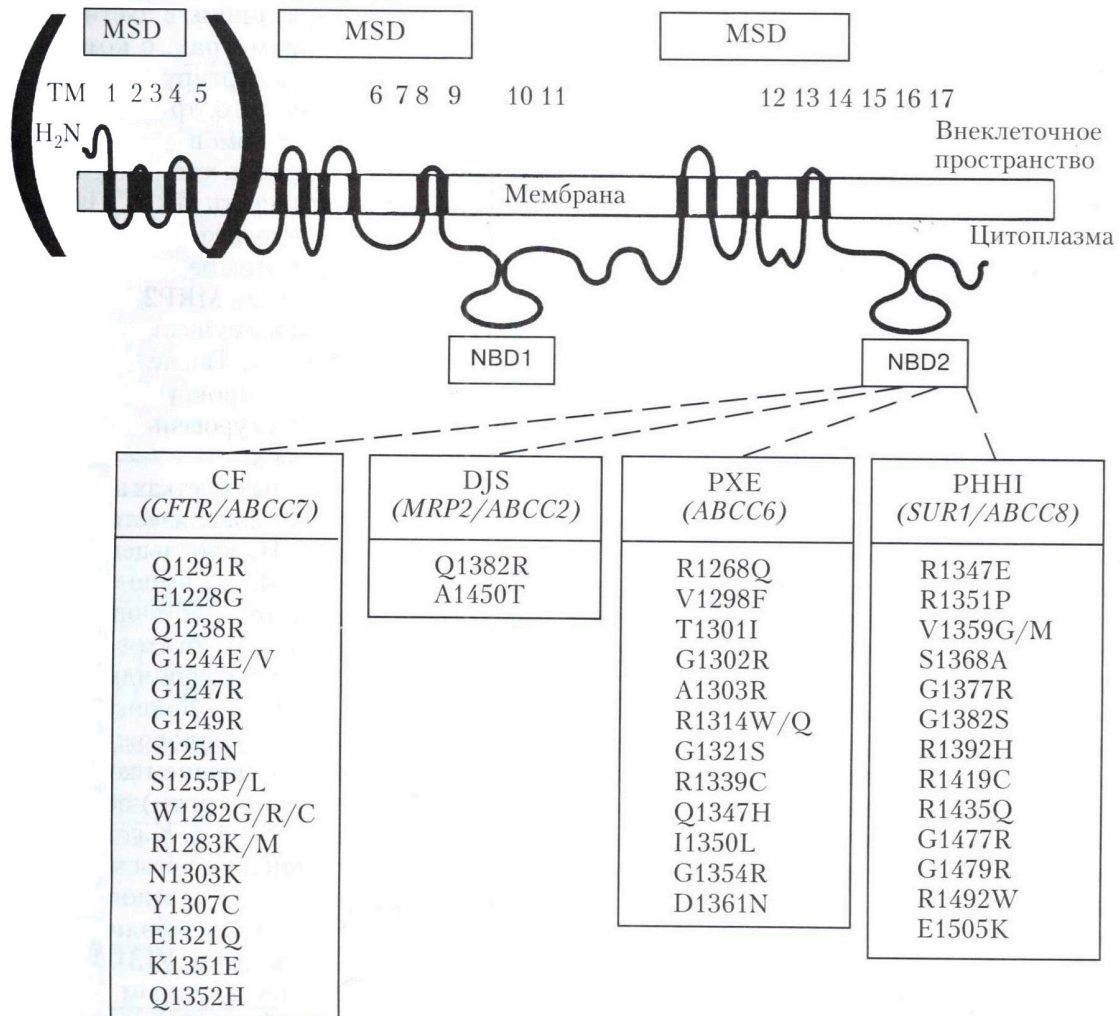 MSD MSD MSD
TM 1 2 3 4 5 6 7 8 9 10 11 12 13 14 15 16 17
H₂N
Внеклеточное
пространство
Мембрана
Цитоплазма
NBD1 NBD2
CF
(CFTR/ABCC7)
Q1291R
E1228G
Q1238R
G1244E/V
G1247R
G1249R
S1251N
S1255P/L
W1282G/R/C
R1283K/M
N1303K
Y1307C
E1321Q
K1351E
Q1352H
DJS
(MRP2/ABCC2)
Q1382R
A1450T
PXE
(ABCC6)
R1268Q
V1298F
T1301I
G1302R
A1303R
R1314W/Q
G1321S
R1339C
Q1347H
I1350L
G1354R
D1361N
PHHI
(SUR1/ABCC8)
R1347E
R1351P
V1359G/M
S1368A
G1377R
G1382S
R1392H
R1419C
R1435Q
G1477R
G1479R
R1492W
E1505K